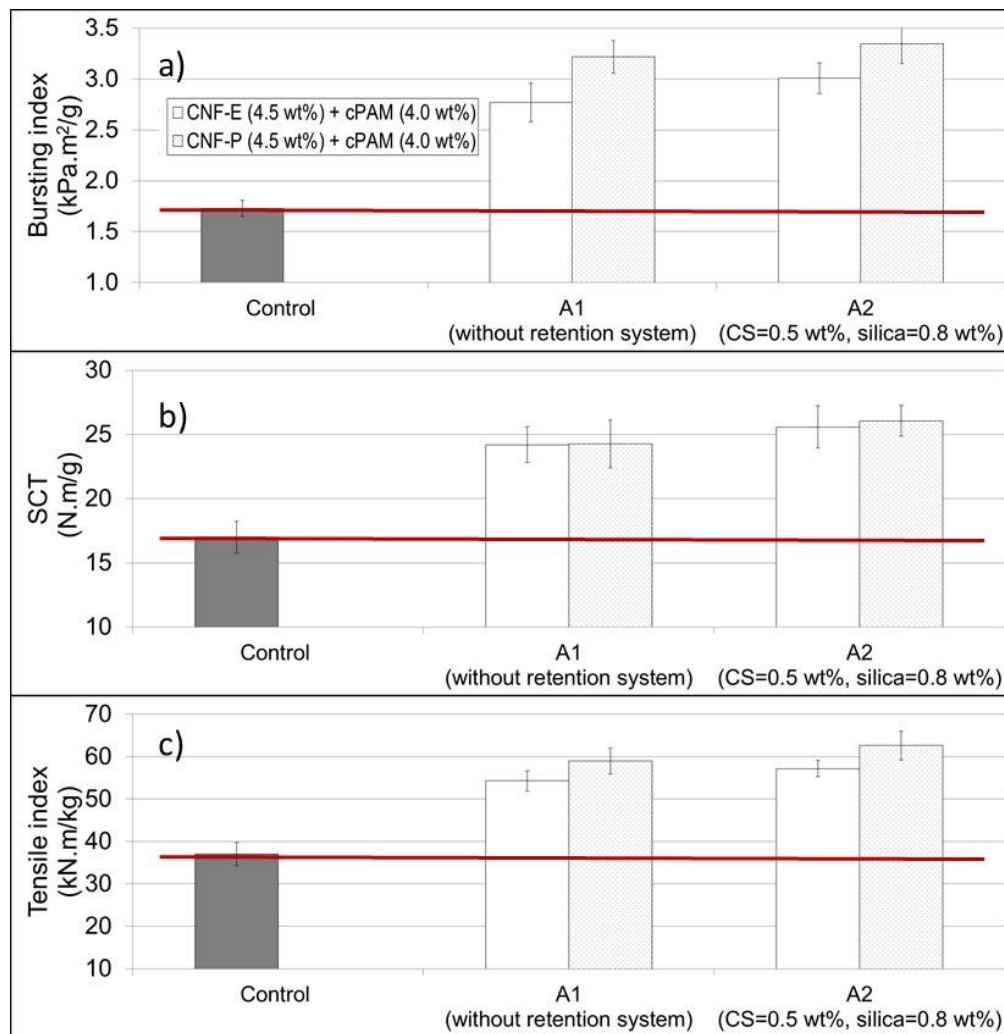 a)
Bursting index
(kPa.m²/g)
3.5
3.0
2.5
2.0
1.5
1.0
CNF-E (4.5 wt%) + cPAM (4.0 wt%)
CNF-P (4.5 wt%) + cPAM (4.0 wt%)
Control
A1
(without retention system)
A2
(CS=0.5 wt%, silica=0.8 wt%)
b)
SCT
(N.m/g)
30
25
20
15
10
Control
A1
(without retention system)
A2
(CS=0.5 wt%, silica=0.8 wt%)
c)
Tensile index
(kN.m/kg)
70
60
50
40
30
20
10
Control
A1
(without retention system)
A2
(CS=0.5 wt%, silica=0.8 wt%)